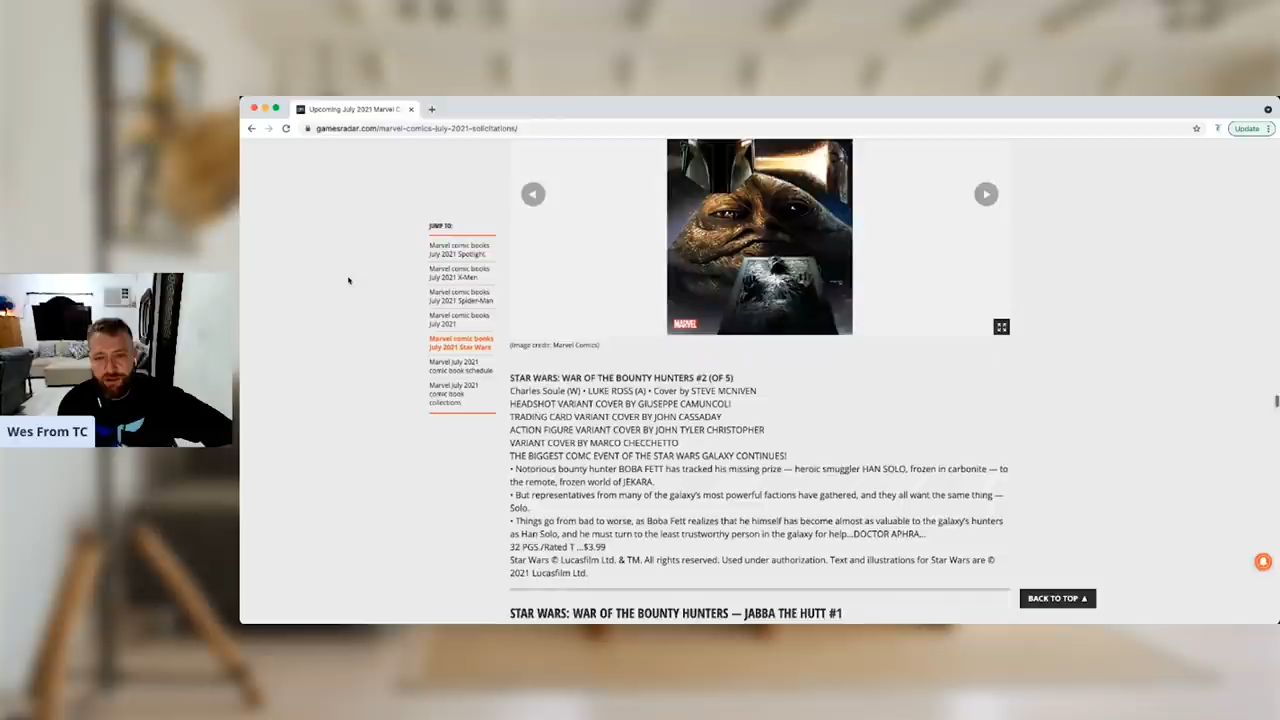 Upcoming July 2021 Marvel C
gamesradar.com/marvel-comics-july-2021-solicitations/
Update
JUMP TO:
Marvel comic books
July 2021 Spotlight
Marvel comic books
July 2021 X-Men
Marvel comic books
July 2021 Spider-Man
Marvel comic books
July 2021
Marvel comic books
July 2021 Star Wars
Marvel July 2021
comic book schedule
Marvel July 2021
comic book
collections
MARVEL
(Image credit: Marvel Comics)
STAR WARS: WAR OF THE BOUNTY HUNTERS #2 (OF 5)
Charles Soule (W) • LUKE ROSS (A) • Cover by STEVE MCNIVEN
HEADSHOT VARIANT COVER BY GIUSEPPE CAMUNCOLI
TRADING CARD VARIANT COVER BY JOHN CASSADAY
ACTION FIGURE VARIANT COVER BY JOHN TYLER CHRISTOPHER
VARIANT COVER BY MARCO CHECCHETTO
THE BIGGEST COMC EVENT OF THE STAR WARS GALAXY CONTINUES!
• Notorious bounty hunter BOBA FETT has tracked his missing prize — heroic smuggler HAN SOLO, frozen in carbonite — to
the remote, frozen world of JEKARA.
• But representatives from many of the galaxy's most powerful factions have gathered, and they all want the same thing —
Solo.
• Things go from bad to worse, as Boba Fett realizes that he himself has become almost as valuable to the galaxy's hunters
as Han Solo, and he must turn to the least trustworthy person in the galaxy for help...DOCTOR APHRA...
32 PGS./Rated T ...$3.99
Star Wars © Lucasfilm Ltd. & TM. All rights reserved. Used under authorization. Text and illustrations for Star Wars are ©
2021 Lucasfilm Ltd.
BACK TO TOP ▲
STAR WARS: WAR OF THE BOUNTY HUNTERS — JABBA THE HUTT #1
Wes From TC